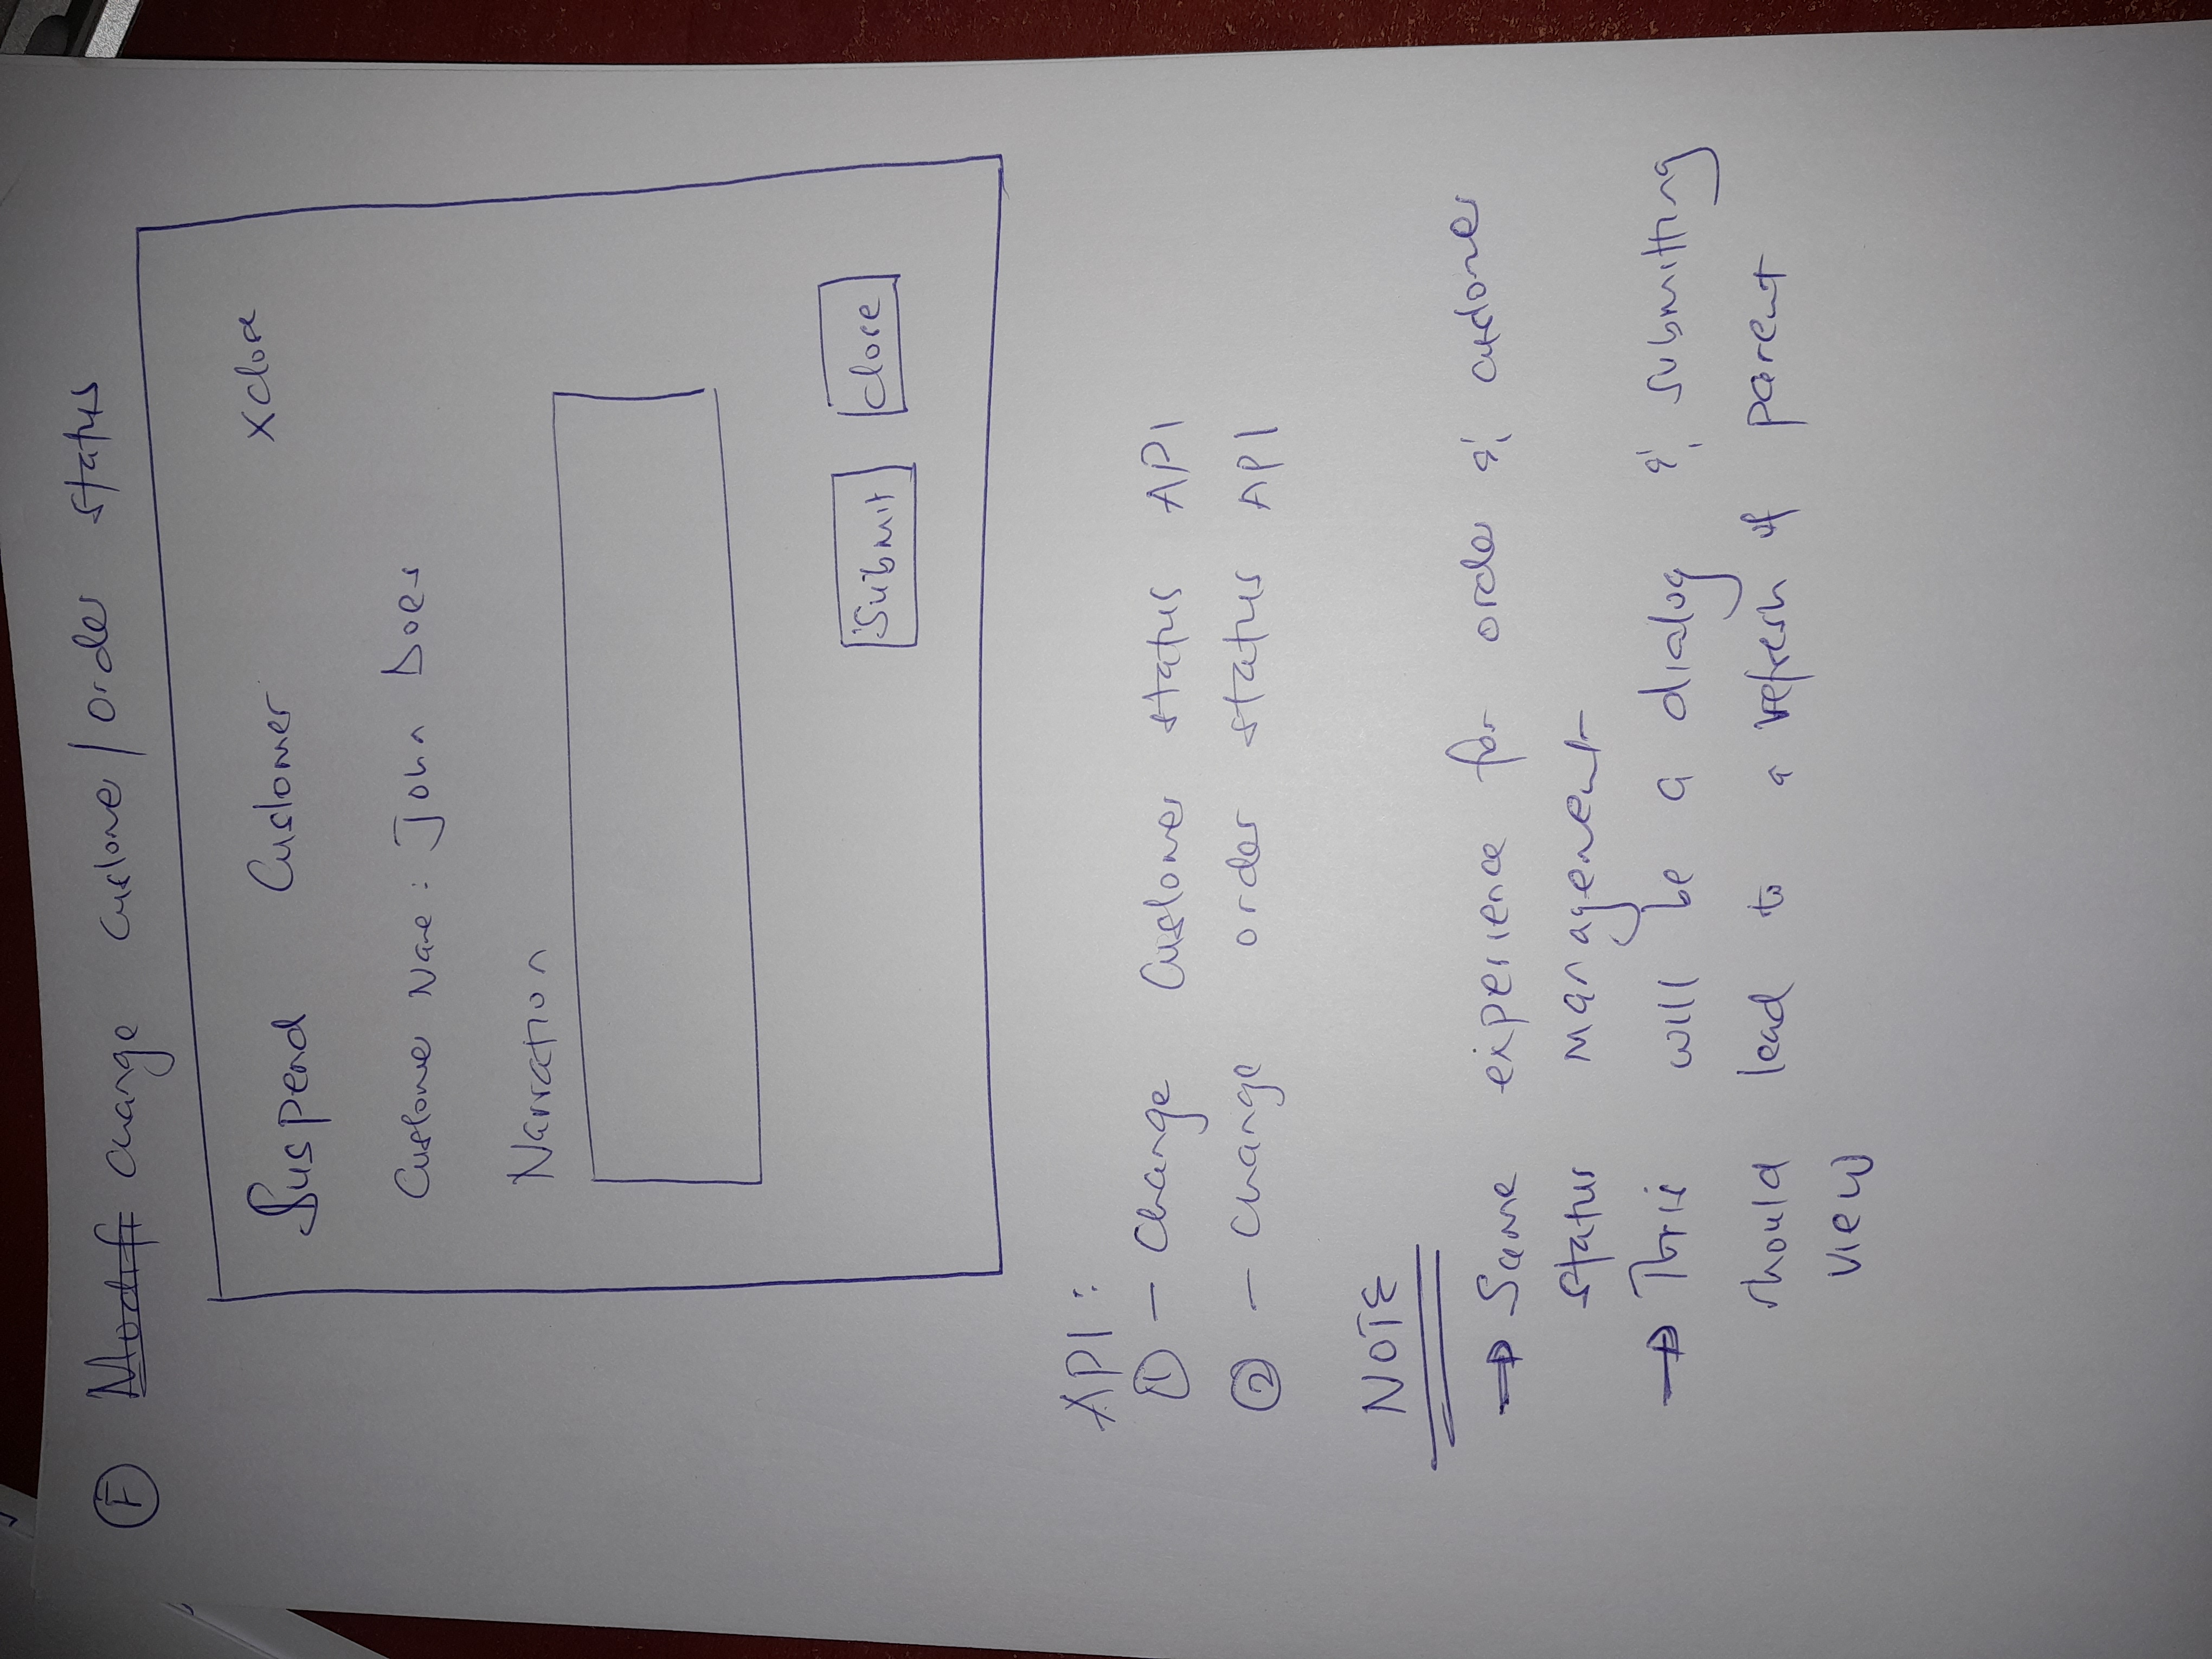 F Modifi change customer/order status
Suspend Customer x close
Customer Name: John Does
Narration
Submit close
API:
1 - Change Customer status API
2 - Change order status API
NOTE
→ Same experience for order & customer
status management
→ This will be a dialog & submitting
should lead to a refresh of parent
view